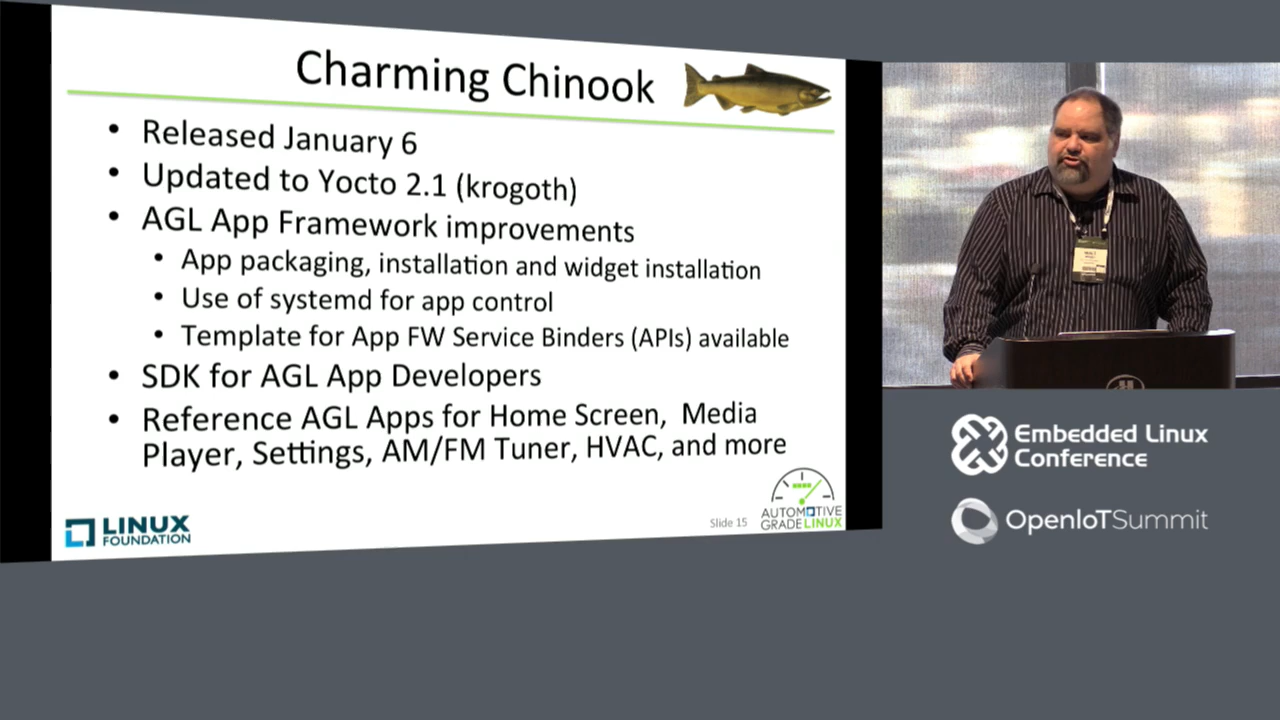 Charming Chinook
• Released January 6
• Updated to Yocto 2.1 (krogoth)
• AGL App Framework improvements
• App packaging, installation and widget installation
• Use of systemd for app control
• Template for App FW Service Binders (APIs) available
• SDK for AGL App Developers
• Reference AGL Apps for Home Screen, Media
Player, Settings, AM/FM Tuner, HVAC, and more
LINUX
FOUNDATION
Slide 15
AUTOMOTIVE
GRADELINUX
Embedded Linux
Conference
OpenIoTSummit